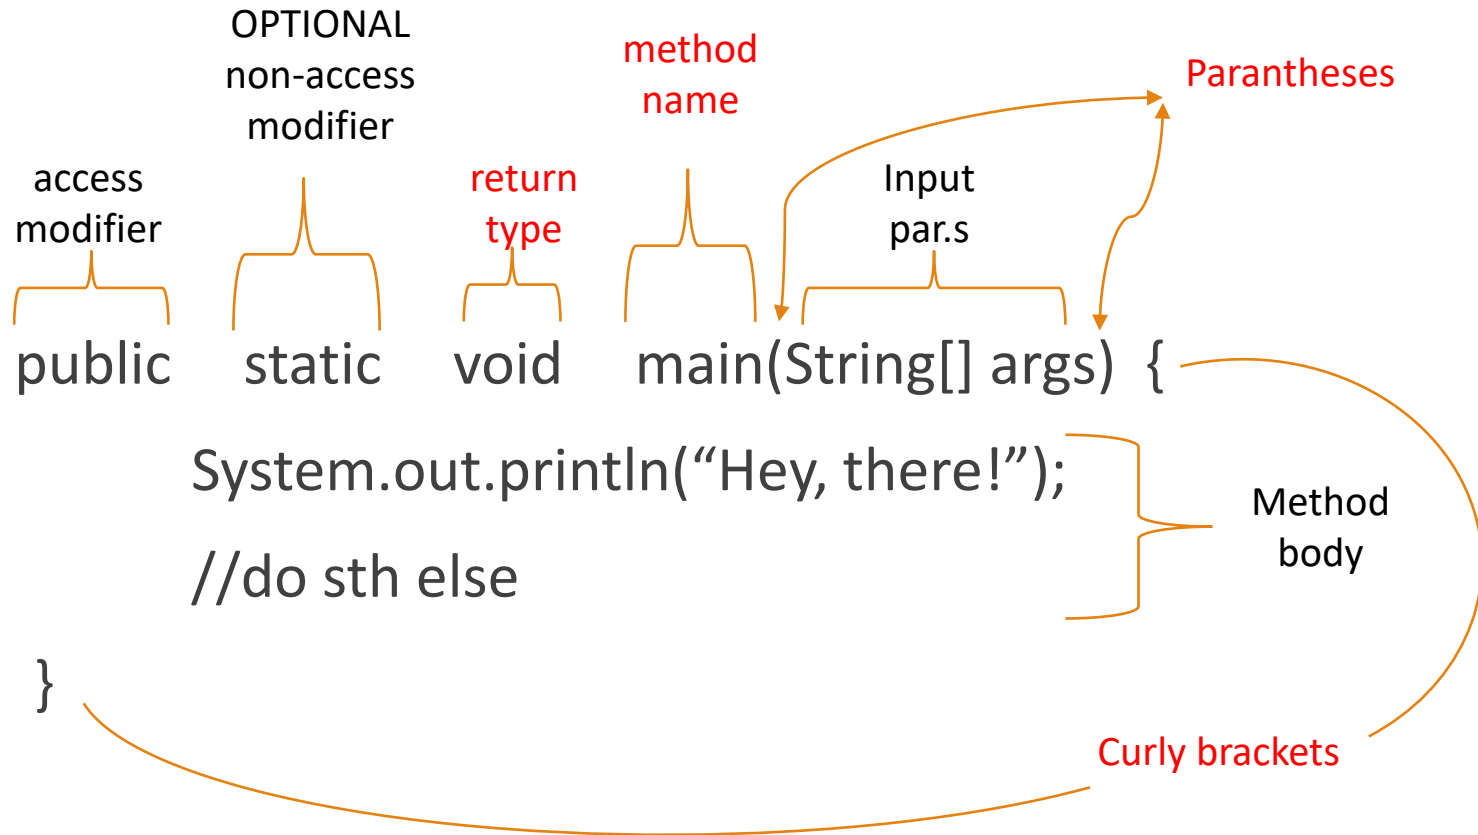 OPTIONAL
non-access
modifier
method
name
Parantheses
access
modifier
return
type
Input
par.s
public static void main(String[] args) {
System.out.println(“Hey, there!”);
//do sth else
Method
body
}
Curly brackets